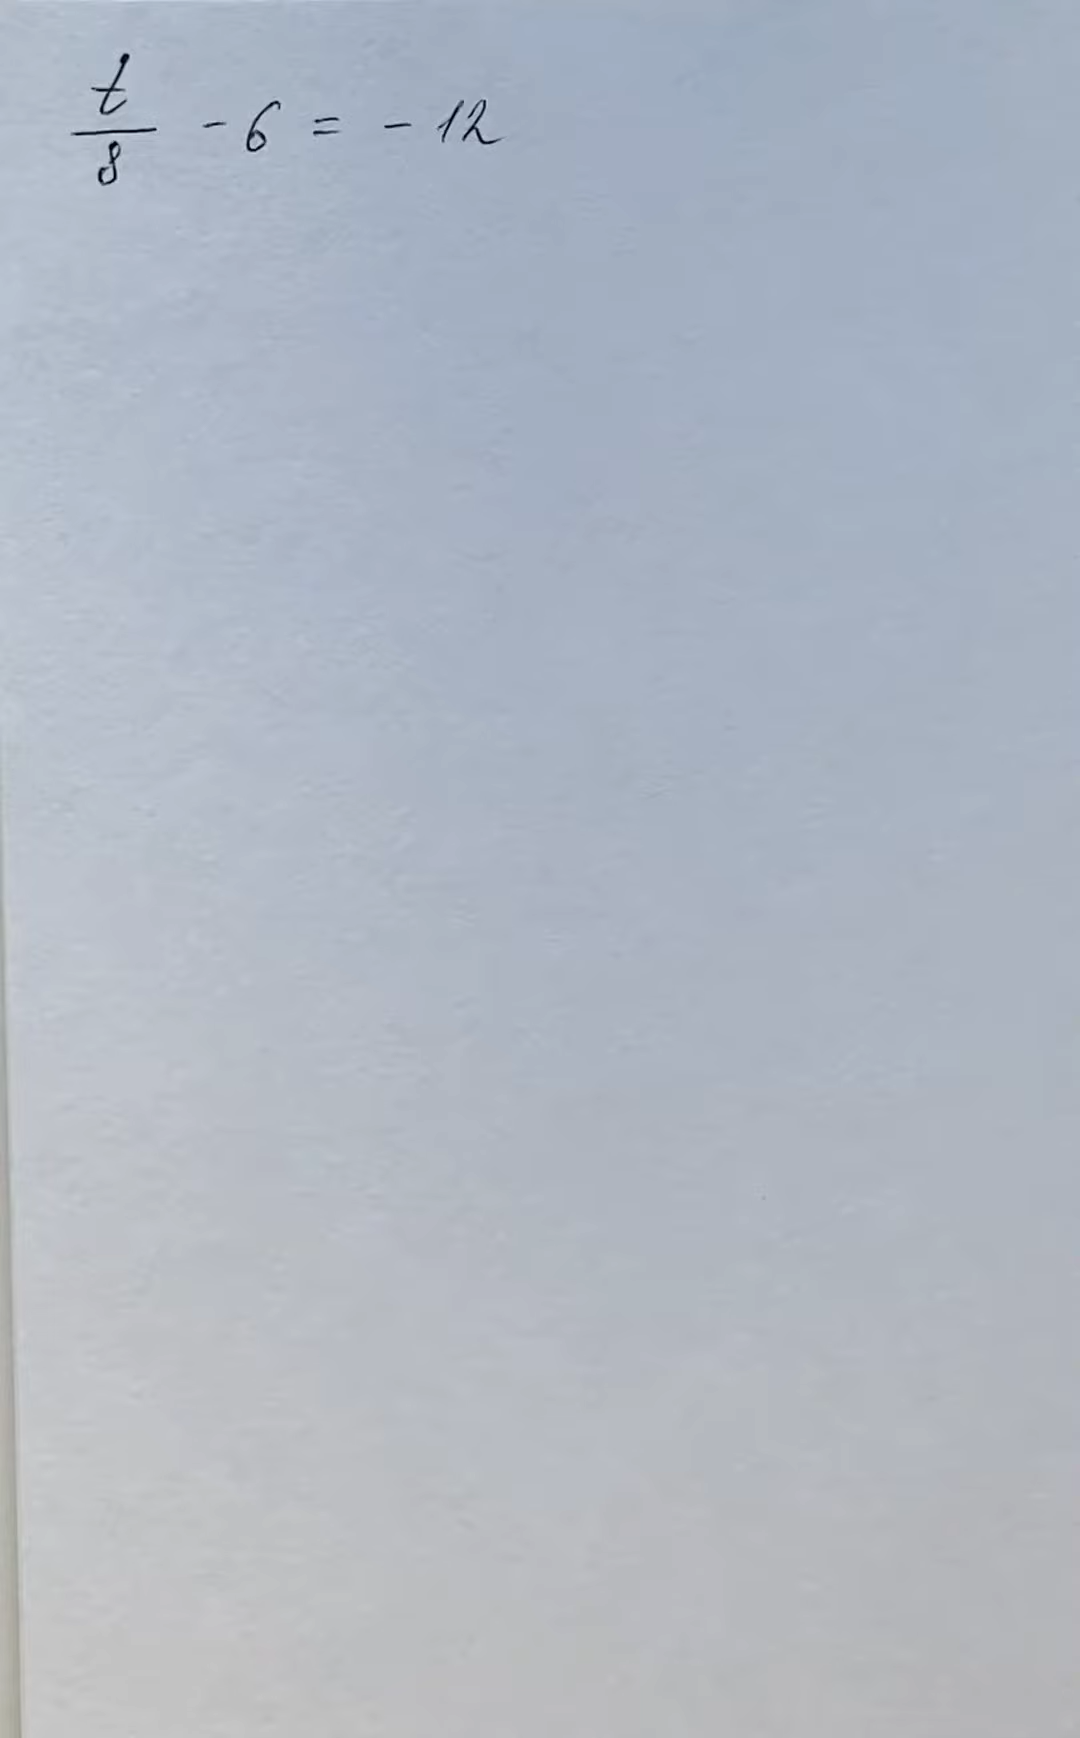 t/8 - 6 = - 12